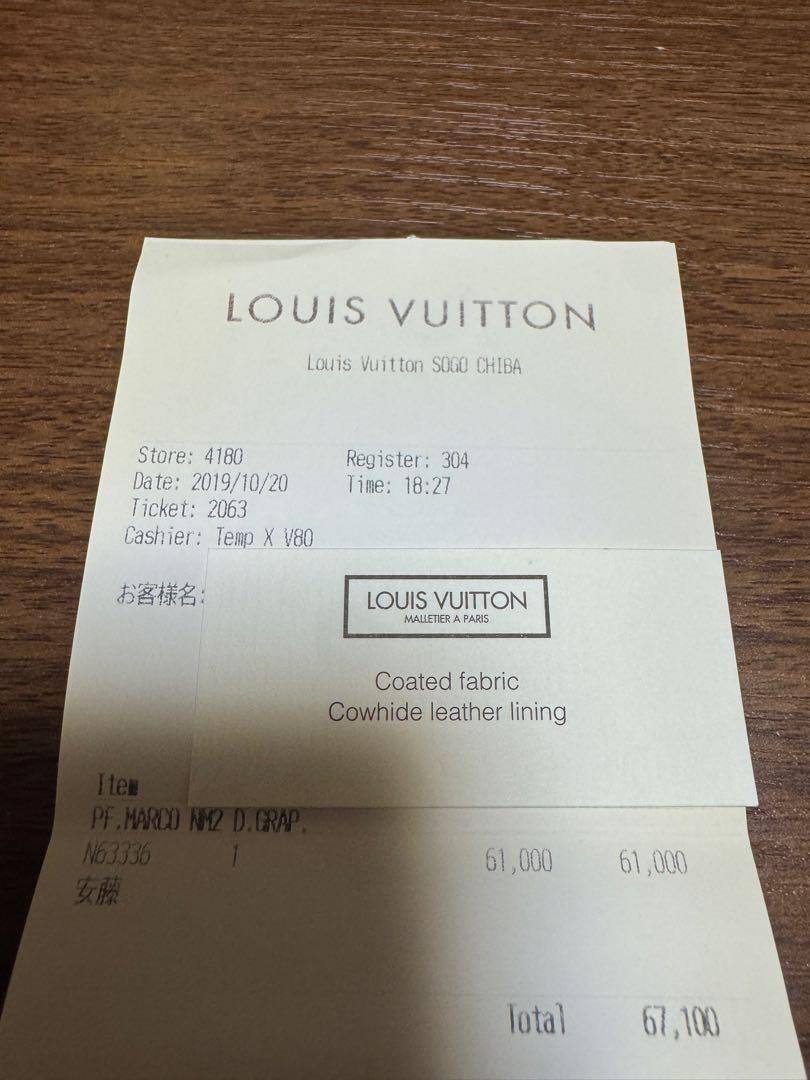 LOUIS VUITTON
Louis Vuitton SOGO CHIBA
Store: 4180 Register: 304
Date: 2019/10/20 Time: 18:27
Ticket: 2063
Cashier: Temp X V80
お客様名:
LOUIS VUITTON
MALLETIER A PARIS
Coated fabric
Cowhide leather lining
Item
PF.MARCO NM2 D.GRAP.
N63336 1 61,000 61,000
安藤
Total 67,100